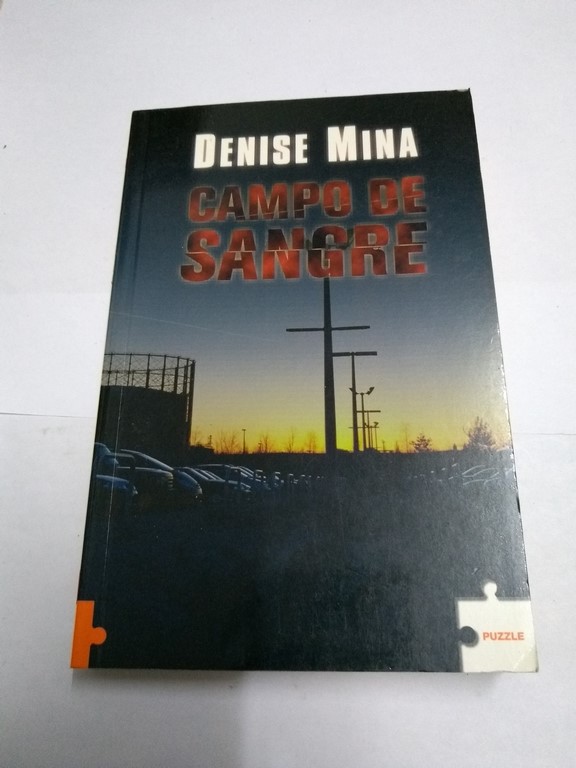 DENISE MINA
CAMPO DE
SANGRE
PUZZLE